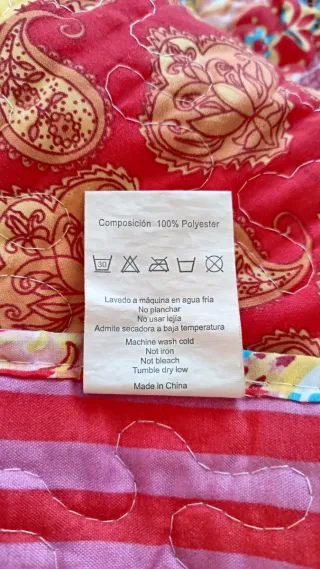 Composición 100% Polyester
30
Lavado a máquina en agua fría
No planchar
No usar lejía
Admite secadora a baja temperatura
Machine wash cold
Not iron
Not bleach
Tumble dry low
Made in China